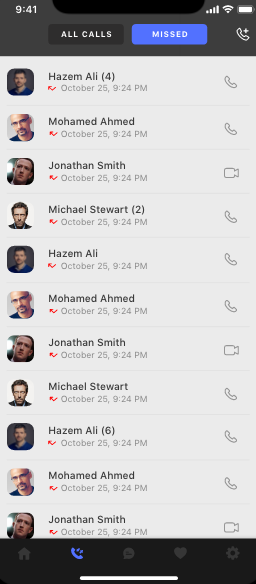 9:41
ALL CALLS MISSED
Hazem Ali (4)
October 25, 9:24 PM
Mohamed Ahmed
October 25, 9:24 PM
Jonathan Smith
October 25, 9:24 PM
Michael Stewart (2)
October 25, 9:24 PM
Hazem Ali
October 25, 9:24 PM
Mohamed Ahmed
October 25, 9:24 PM
Jonathan Smith
October 25, 9:24 PM
Michael Stewart
October 25, 9:24 PM
Hazem Ali (6)
October 25, 9:24 PM
Mohamed Ahmed
October 25, 9:24 PM
Jonathan Smith
October 25, 9:24 PM